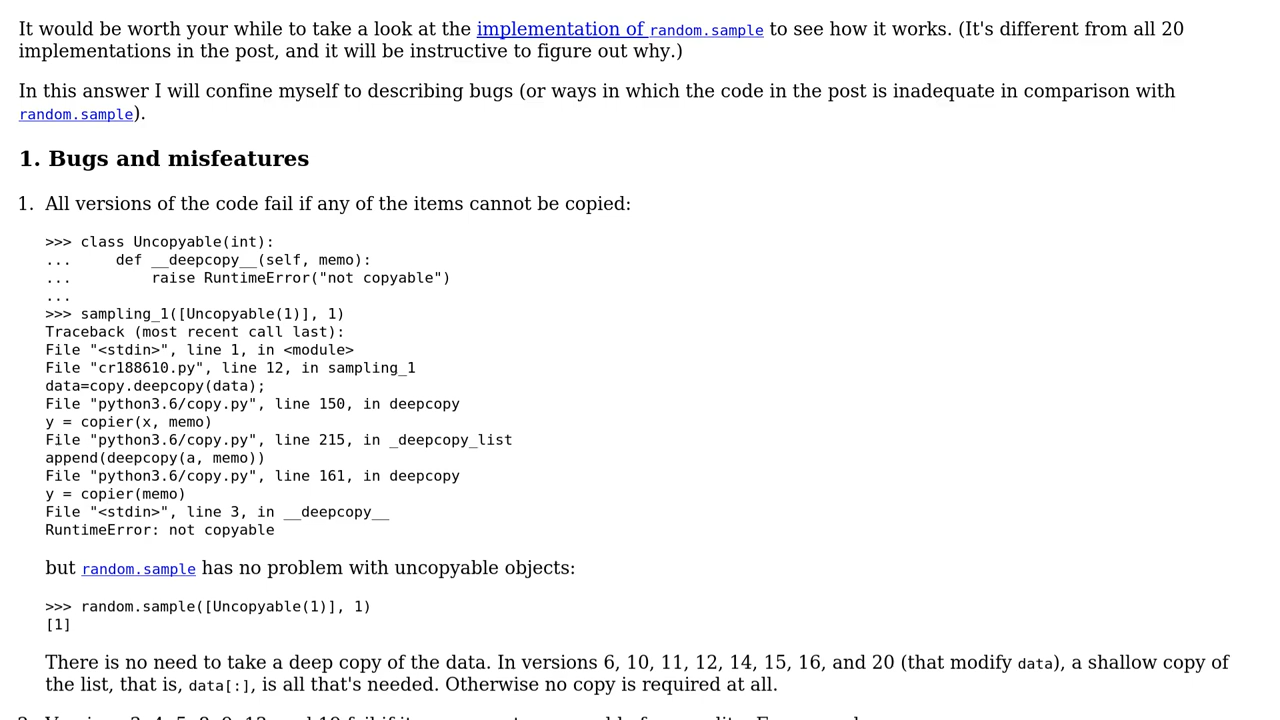 It would be worth your while to take a look at the implementation of random.sample to see how it works. (It's different from all 20
implementations in the post, and it will be instructive to figure out why.)
In this answer I will confine myself to describing bugs (or ways in which the code in the post is inadequate in comparison with
random.sample).
1. Bugs and misfeatures
1. All versions of the code fail if any of the items cannot be copied:
>>> class Uncopyable(int):
...     def __deepcopy__(self, memo):
...         raise RuntimeError("not copyable")
...
>>> sampling_1([Uncopyable(1)], 1)
Traceback (most recent call last):
File "<stdin>", line 1, in <module>
File "cr188610.py", line 12, in sampling_1
data=copy.deepcopy(data);
File "python3.6/copy.py", line 150, in deepcopy
y = copier(x, memo)
File "python3.6/copy.py", line 215, in _deepcopy_list
append(deepcopy(a, memo))
File "python3.6/copy.py", line 161, in deepcopy
y = copier(memo)
File "<stdin>", line 3, in __deepcopy__
RuntimeError: not copyable
but random.sample has no problem with uncopyable objects:
>>> random.sample([Uncopyable(1)], 1)
[1]
There is no need to take a deep copy of the data. In versions 6, 10, 11, 12, 14, 15, 16, and 20 (that modify data), a shallow copy of
the list, that is, data[:], is all that's needed. Otherwise no copy is required at all.